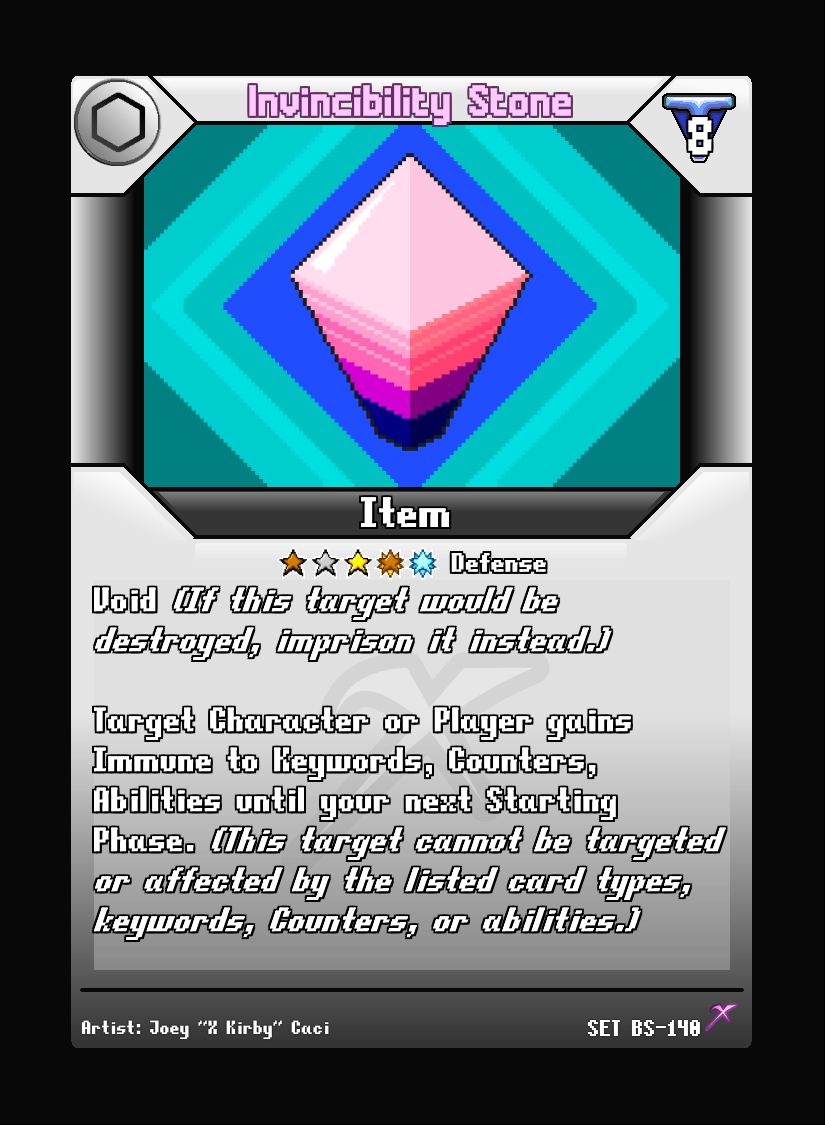 Invincibility Stone
8
Item
Defense
Void (If this target would be
destroyed, imprison it instead.)
Target Character or Player gains
Immune to Keywords, Counters,
Abilities until your next Starting
Phase. (This target cannot be targeted
or affected by the listed card types,
keywords, Counters, or abilities.)
Artist: Joey "X Kirby" Caci
SET BS-140